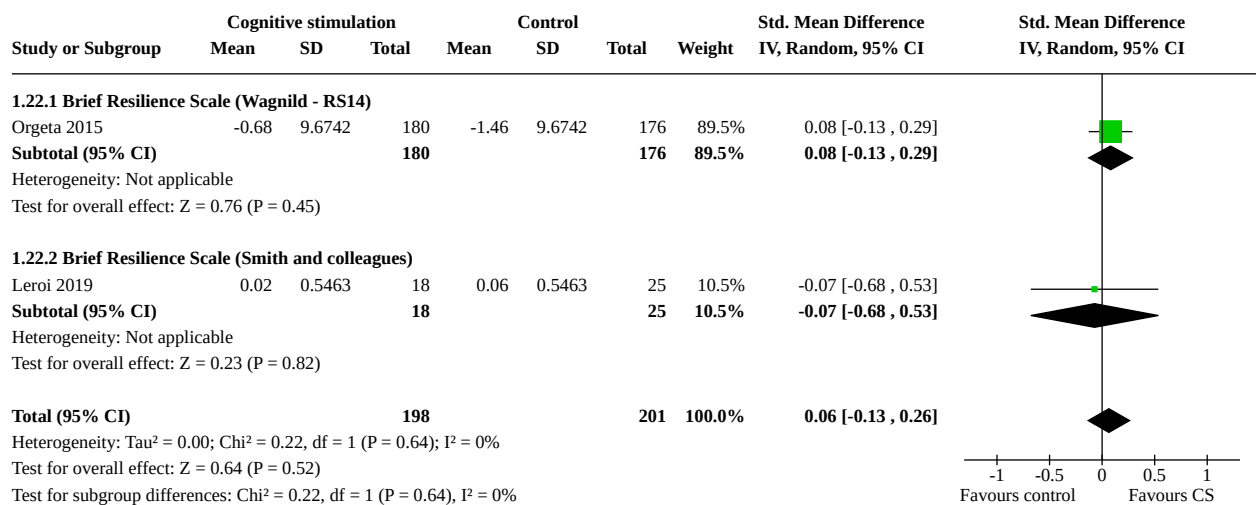 Cognitive stimulation Control Std. Mean Difference Std. Mean Difference
Study or Subgroup Mean SD Total Mean SD Total Weight IV, Random, 95% CI IV, Random, 95% CI
1.22.1 Brief Resilience Scale (Wagnild - RS14)
Orgeta 2015 -0.68 9.6742 180 -1.46 9.6742 176 89.5% 0.08 [-0.13 , 0.29]
Subtotal (95% CI) 180 176 89.5% 0.08 [-0.13 , 0.29]
Heterogeneity: Not applicable
Test for overall effect: Z = 0.76 (P = 0.45)
1.22.2 Brief Resilience Scale (Smith and colleagues)
Leroi 2019 0.02 0.5463 18 0.06 0.5463 25 10.5% -0.07 [-0.68 , 0.53]
Subtotal (95% CI) 18 25 10.5% -0.07 [-0.68 , 0.53]
Heterogeneity: Not applicable
Test for overall effect: Z = 0.23 (P = 0.82)
Total (95% CI) 198 201 100.0% 0.06 [-0.13 , 0.26]
Heterogeneity: Tau² = 0.00; Chi² = 0.22, df = 1 (P = 0.64); I² = 0%
Test for overall effect: Z = 0.64 (P = 0.52)
Test for subgroup differences: Chi² = 0.22, df = 1 (P = 0.64), I² = 0%
-1 -0.5 0 0.5 1
Favours control Favours CS